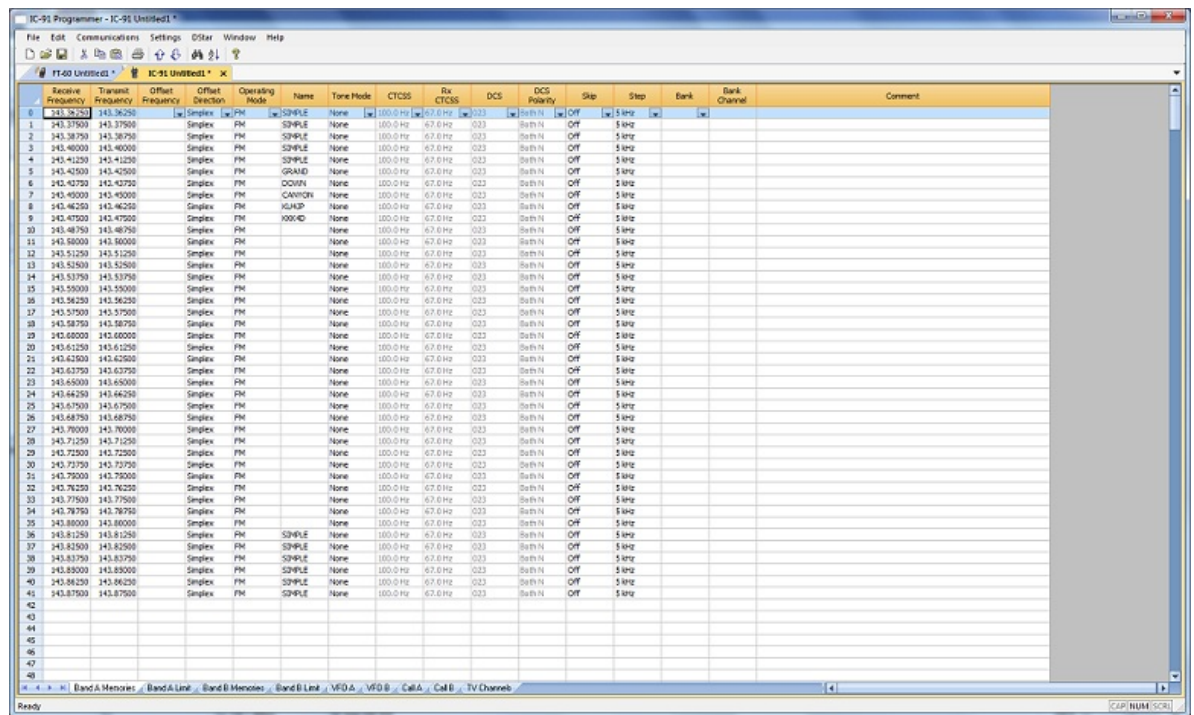 IC-91 Programmer - IC-91 Untitled1 *
File Edit Communications Settings DStar Window Help
FT-60 Untitled1 * IC-91 Untitled1 *
Receive Frequency Transmit Frequency Offset Frequency Offset Direction Operating Mode Name Tone Mode CTCSS Rx CTCSS DCS DCS Polarity Skip Step Bank Bank Channel Comment
0 143.36250 143.36250 Simplex FM SIMPLE None 100.0 Hz 67.0 Hz 023 Both N Off 5 kHz
1 143.37500 143.37500 Simplex FM SIMPLE None 100.0 Hz 67.0 Hz 023 Both N Off 5 kHz
2 143.38750 143.38750 Simplex FM SIMPLE None 100.0 Hz 67.0 Hz 023 Both N Off 5 kHz
3 143.40000 143.40000 Simplex FM SIMPLE None 100.0 Hz 67.0 Hz 023 Both N Off 5 kHz
4 143.41250 143.41250 Simplex FM SIMPLE None 100.0 Hz 67.0 Hz 023 Both N Off 5 kHz
5 143.42500 143.42500 Simplex FM GRAND None 100.0 Hz 67.0 Hz 023 Both N Off 5 kHz
6 143.43750 143.43750 Simplex FM DOWN None 100.0 Hz 67.0 Hz 023 Both N Off 5 kHz
7 143.45000 143.45000 Simplex FM CANYON None 100.0 Hz 67.0 Hz 023 Both N Off 5 kHz
8 143.46250 143.46250 Simplex FM None 100.0 Hz 67.0 Hz 023 Both N Off 5 kHz
9 143.47500 143.47500 Simplex FM None 100.0 Hz 67.0 Hz 023 Both N Off 5 kHz
10 143.48750 143.48750 Simplex FM None 100.0 Hz 67.0 Hz 023 Both N Off 5 kHz
11 143.50000 143.50000 Simplex FM None 100.0 Hz 67.0 Hz 023 Both N Off 5 kHz
12 143.51250 143.51250 Simplex FM None 100.0 Hz 67.0 Hz 023 Both N Off 5 kHz
13 143.52500 143.52500 Simplex FM None 100.0 Hz 67.0 Hz 023 Both N Off 5 kHz
14 143.53750 143.53750 Simplex FM None 100.0 Hz 67.0 Hz 023 Both N Off 5 kHz
15 143.55000 143.55000 Simplex FM None 100.0 Hz 67.0 Hz 023 Both N Off 5 kHz
16 143.56250 143.56250 Simplex FM None 100.0 Hz 67.0 Hz 023 Both N Off 5 kHz
17 143.57500 143.57500 Simplex FM None 100.0 Hz 67.0 Hz 023 Both N Off 5 kHz
18 143.58750 143.58750 Simplex FM None 100.0 Hz 67.0 Hz 023 Both N Off 5 kHz
19 143.60000 143.60000 Simplex FM None 100.0 Hz 67.0 Hz 023 Both N Off 5 kHz
20 143.61250 143.61250 Simplex FM None 100.0 Hz 67.0 Hz 023 Both N Off 5 kHz
21 143.62500 143.62500 Simplex FM None 100.0 Hz 67.0 Hz 023 Both N Off 5 kHz
22 143.63750 143.63750 Simplex FM None 100.0 Hz 67.0 Hz 023 Both N Off 5 kHz
23 143.65000 143.65000 Simplex FM None 100.0 Hz 67.0 Hz 023 Both N Off 5 kHz
24 143.66250 143.66250 Simplex FM None 100.0 Hz 67.0 Hz 023 Both N Off 5 kHz
25 143.67500 143.67500 Simplex FM None 100.0 Hz 67.0 Hz 023 Both N Off 5 kHz
26 143.68750 143.68750 Simplex FM None 100.0 Hz 67.0 Hz 023 Both N Off 5 kHz
27 143.70000 143.70000 Simplex FM None 100.0 Hz 67.0 Hz 023 Both N Off 5 kHz
28 143.71250 143.71250 Simplex FM None 100.0 Hz 67.0 Hz 023 Both N Off 5 kHz
29 143.72500 143.72500 Simplex FM None 100.0 Hz 67.0 Hz 023 Both N Off 5 kHz
30 143.73750 143.73750 Simplex FM None 100.0 Hz 67.0 Hz 023 Both N Off 5 kHz
31 143.75000 143.75000 Simplex FM None 100.0 Hz 67.0 Hz 023 Both N Off 5 kHz
32 143.76250 143.76250 Simplex FM None 100.0 Hz 67.0 Hz 023 Both N Off 5 kHz
33 143.77500 143.77500 Simplex FM None 100.0 Hz 67.0 Hz 023 Both N Off 5 kHz
34 143.78750 143.78750 Simplex FM None 100.0 Hz 67.0 Hz 023 Both N Off 5 kHz
35 143.80000 143.80000 Simplex FM None 100.0 Hz 67.0 Hz 023 Both N Off 5 kHz
36 143.81250 143.81250 Simplex FM SIMPLE None 100.0 Hz 67.0 Hz 023 Both N Off 5 kHz
37 143.82500 143.82500 Simplex FM SIMPLE None 100.0 Hz 67.0 Hz 023 Both N Off 5 kHz
38 143.83750 143.83750 Simplex FM SIMPLE None 100.0 Hz 67.0 Hz 023 Both N Off 5 kHz
39 143.85000 143.85000 Simplex FM SIMPLE None 100.0 Hz 67.0 Hz 023 Both N Off 5 kHz
40 143.86250 143.86250 Simplex FM SIMPLE None 100.0 Hz 67.0 Hz 023 Both N Off 5 kHz
41 143.87500 143.87500 Simplex FM SIMPLE None 100.0 Hz 67.0 Hz 023 Both N Off 5 kHz
42
43
44
45
46
47
48
Band A Memories Band A Limit Band B Memories Band B Limit VFO A VFO B Call A Call B TV Channels
Ready CAP NUM SCRL